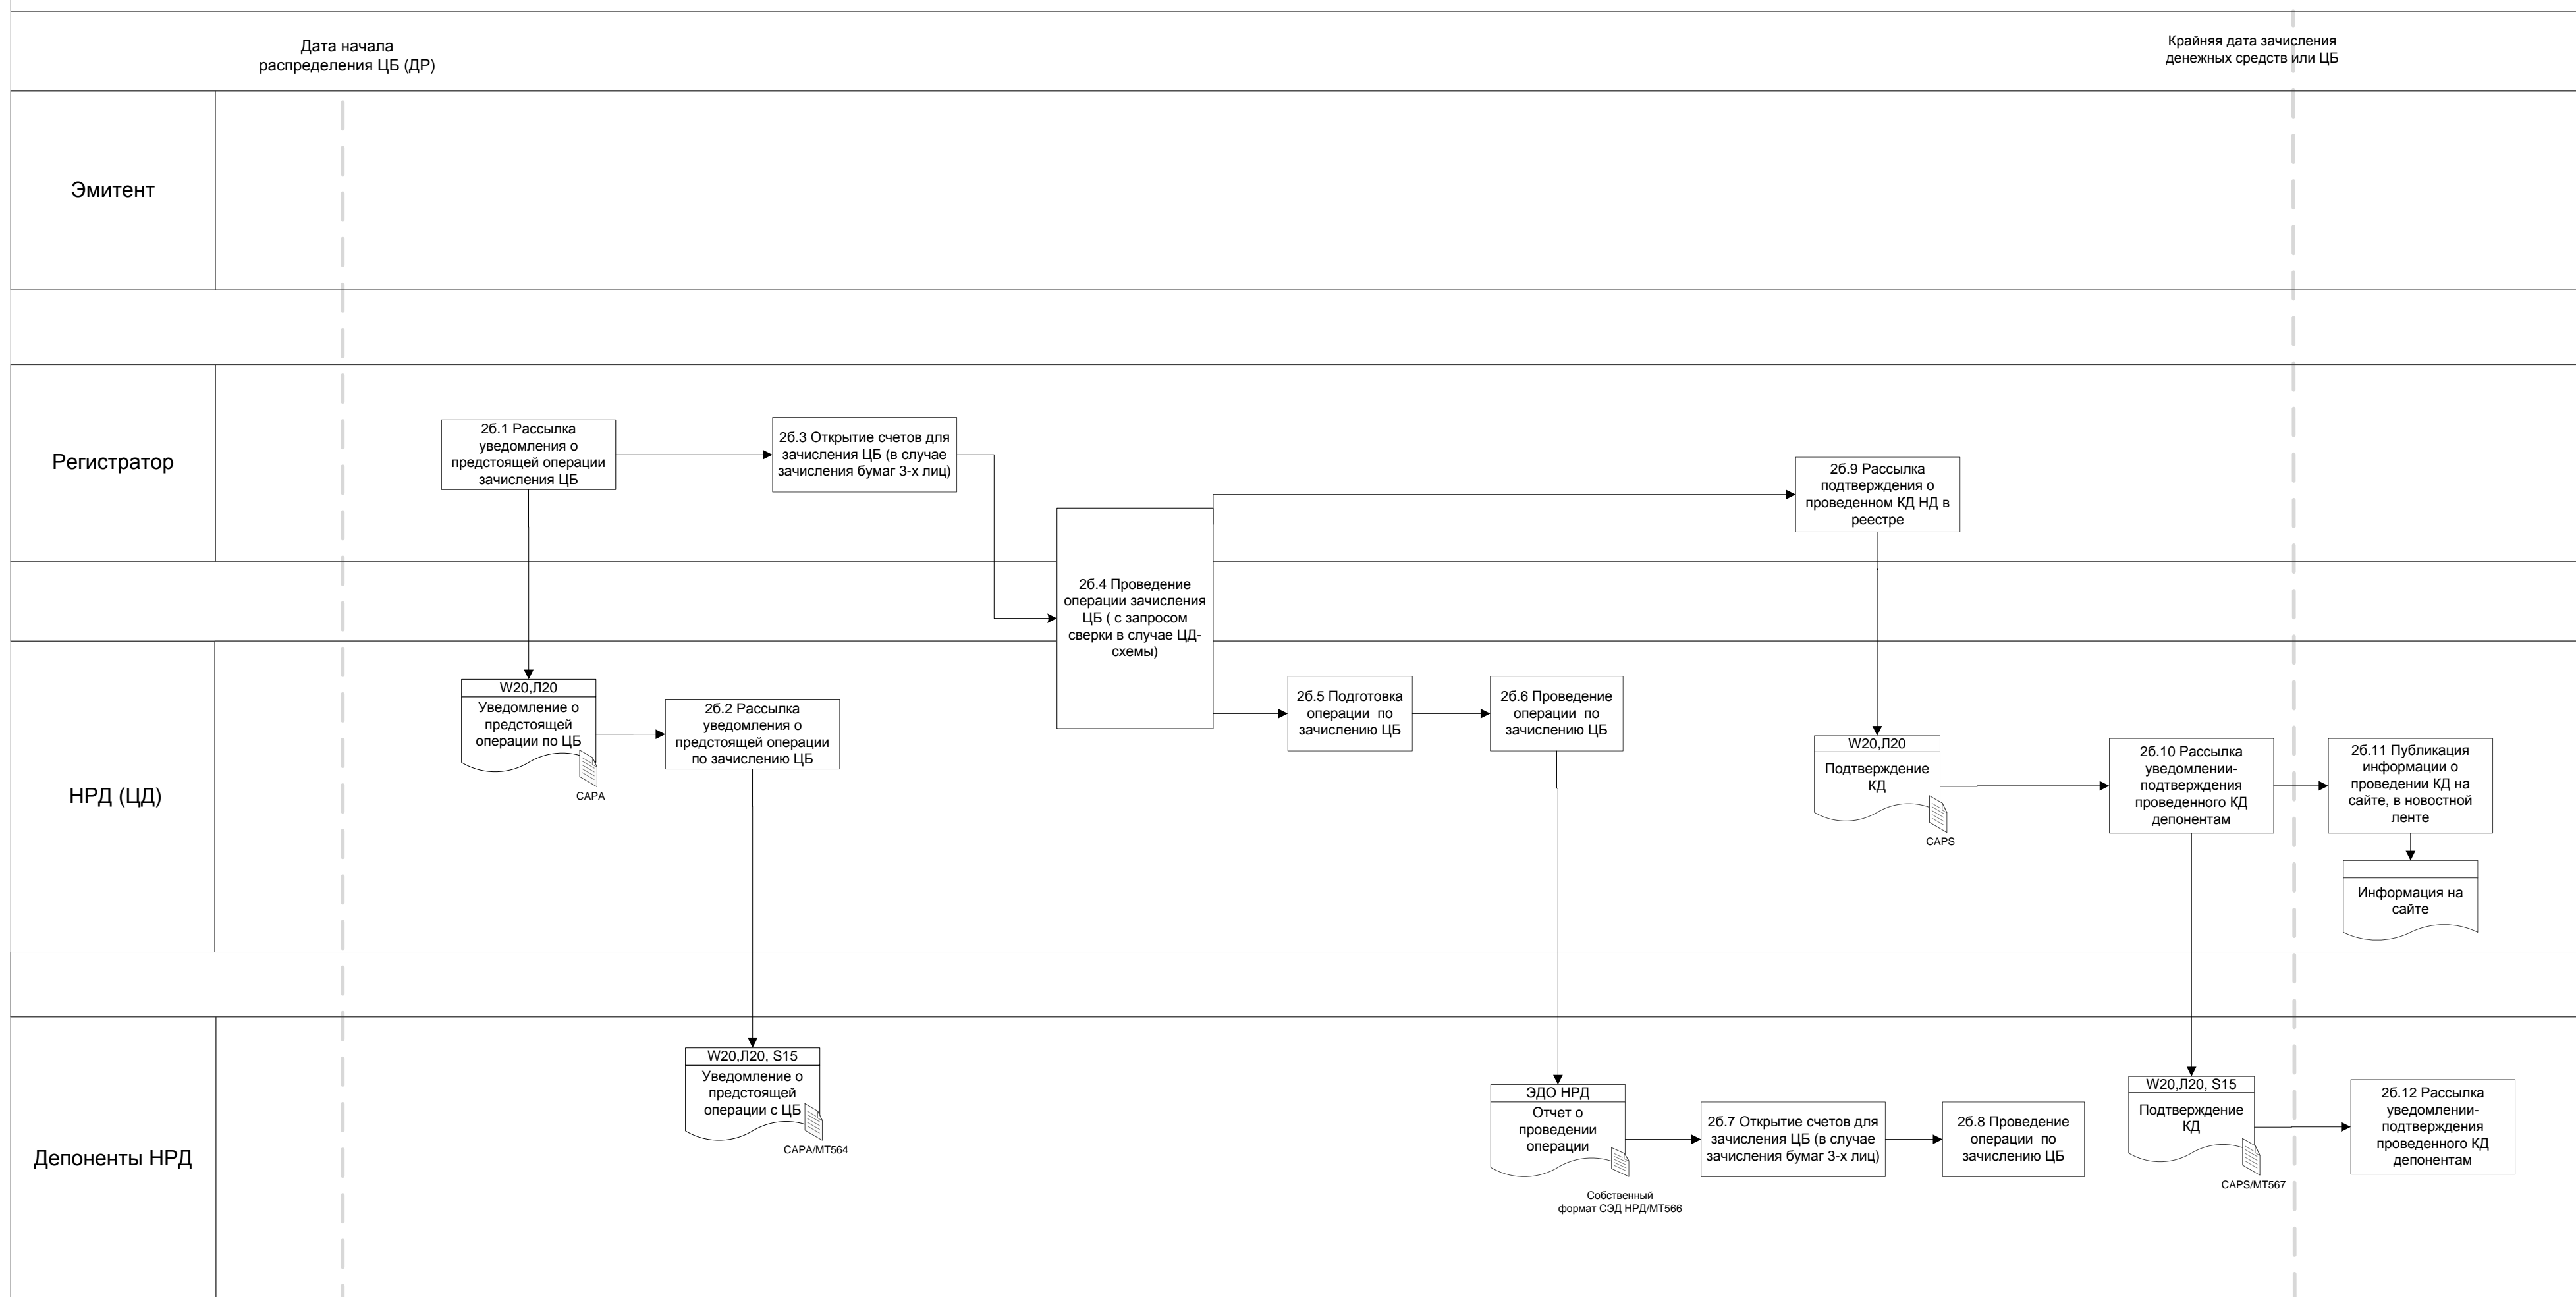 Дата начала
распределения ЦБ (ДР)
Крайняя дата зачисления
денежных средств или ЦБ
Эмитент
Регистратор
2б.1 Рассылка
уведомления о
предстоящей операции
зачисления ЦБ
2б.3 Открытие счетов для
зачисления ЦБ (в случае
зачисления бумаг 3-х лиц)
2б.9 Рассылка
подтверждения о
проведенном КД НД в
реестре
2б.4 Проведение
операции зачисления
ЦБ ( с запросом
сверки в случае ЦД-
схемы)
НРД (ЦД)
W20,Л20
Уведомление о
предстоящей
операции по ЦБ
CAPA
2б.2 Рассылка
уведомления о
предстоящей операции
по зачислению ЦБ
2б.5 Подготовка
операции по
зачислению ЦБ
2б.6 Проведение
операции по
зачислению ЦБ
W20,Л20
Подтверждение
КД
CAPS
2б.10 Рассылка
уведомлении-
подтверждения
проведенного КД
депонентам
2б.11 Публикация
информации о
проведении КД на
сайте, в новостной
ленте
Информация на
сайте
Депоненты НРД
W20,Л20, S15
Уведомление о
предстоящей
операции с ЦБ
CAPA/MT564
ЭДО НРД
Отчет о
проведении
операции
Собственный
формат СЭД НРД/MT566
2б.7 Открытие счетов для
зачисления ЦБ (в случае
зачисления бумаг 3-х лиц)
2б.8 Проведение
операции по
зачислению ЦБ
W20,Л20, S15
Подтверждение
КД
CAPS/MT567
2б.12 Рассылка
уведомлении-
подтверждения
проведенного КД
депонентам